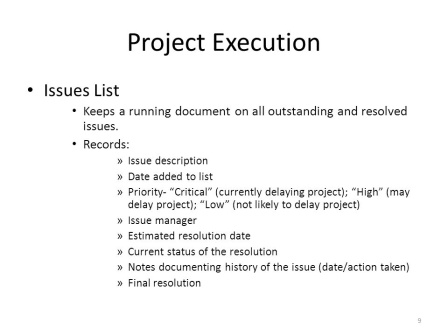 Project Execution
• Issues List
• Keeps a running document on all outstanding and resolved
issues.
• Records:
» Issue description
» Date added to list
» Priority- “Critical” (currently delaying project); “High” (may
delay project); “Low” (not likely to delay project)
» Issue manager
» Estimated resolution date
» Current status of the resolution
» Notes documenting history of the issue (date/action taken)
» Final resolution
9